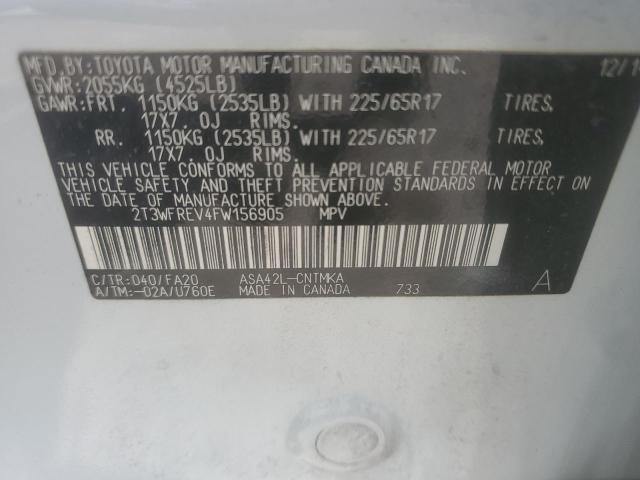 MFD.BY:TOYOTA MOTOR MANUFACTURING CANADA INC. 12/1
GVWR:2055KG (4525LB)
GAWR:FRT. 1150KG (2535LB) WITH 225/65R17 TIRES,
17X7.0J RIMS.
RR. 1150KG (2535LB) WITH 225/65R17 TIRES,
17X7.0J RIMS.
THIS VEHICLE CONFORMS TO ALL APPLICABLE FEDERAL MOTOR
VEHICLE SAFETY AND THEFT PREVENTION STANDARDS IN EFFECT ON
THE DATE OF MANUFACTURE SHOWN ABOVE.
2T3WFREV4FW156905 MPV
C/TR:040/FA20 ASA42L-CNTMKA
A/TM:-02A/U760E MADE IN CANADA 733 A